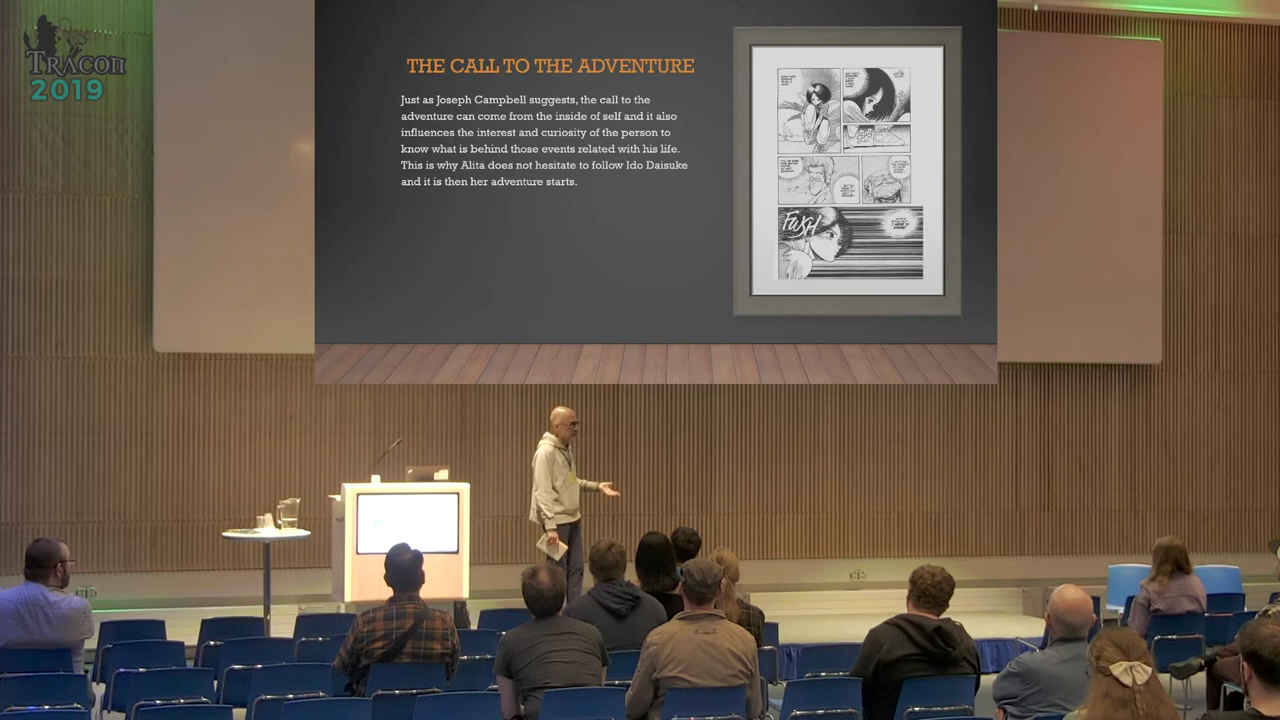 TRACON
2019
THE CALL TO THE ADVENTURE
Just as Joseph Campbell suggests, the call to the
adventure can come from the inside of self and it also
influences the interest and curiosity of the person to
know what is behind those events related with his life.
This is why Alita does not hesitate to follow Ido Daisuke
and it is then her adventure starts.
FWSH